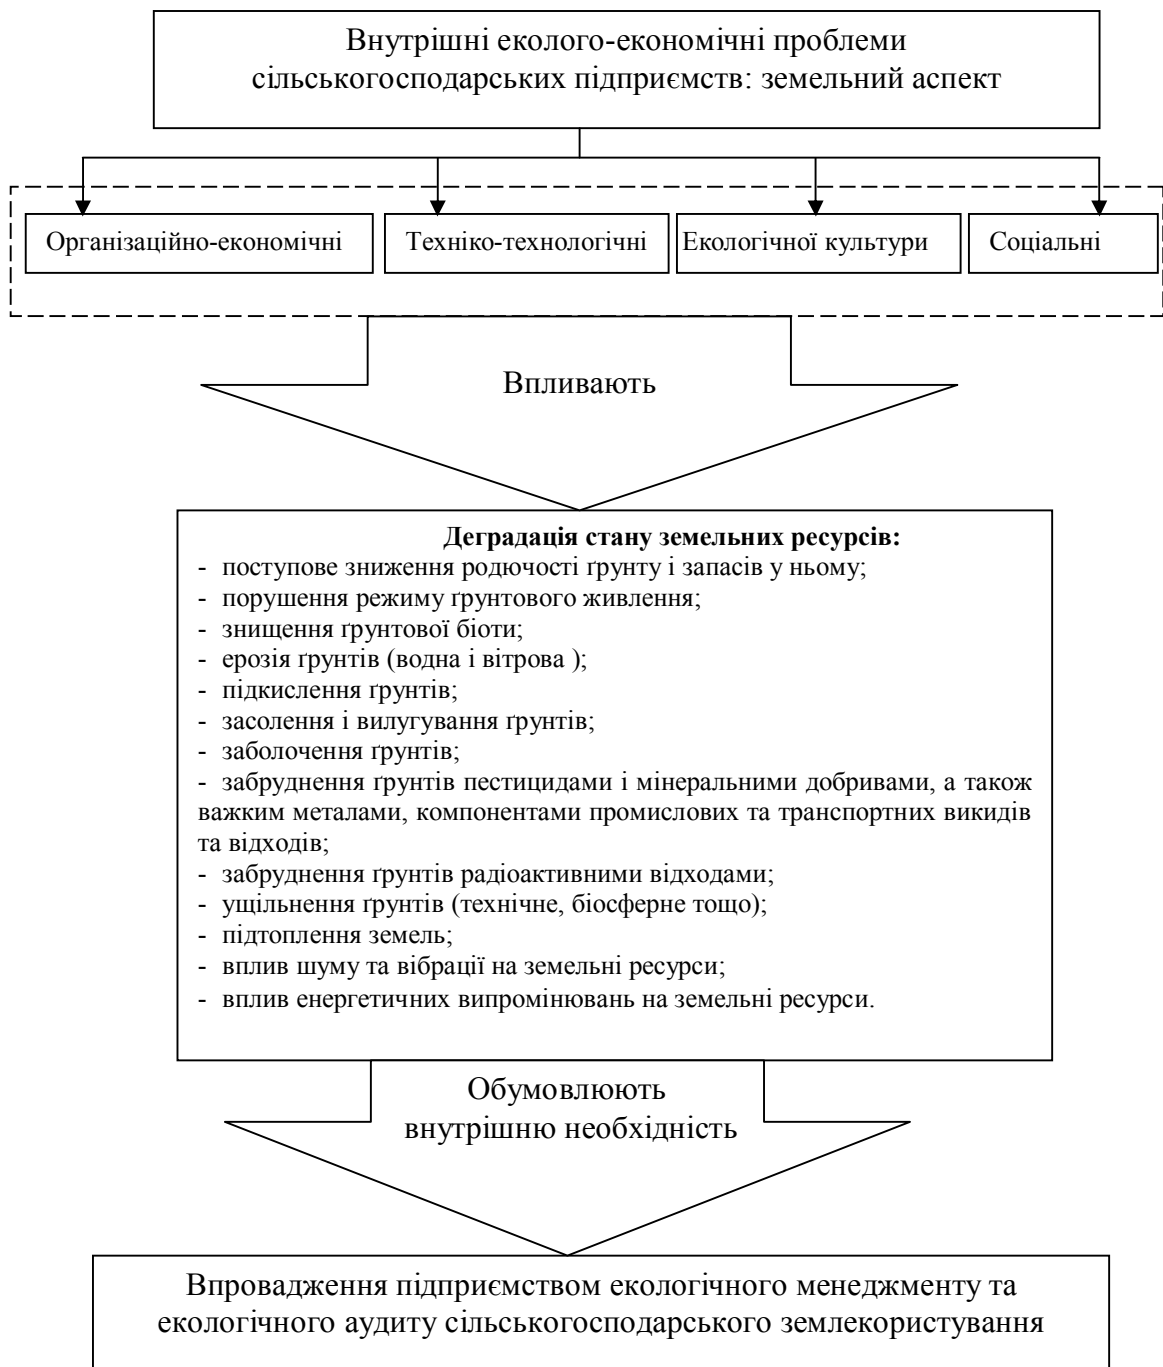 Внутрішні еколого-економічні проблеми
сільськогосподарських підприємств: земельний аспект
Організаційно-економічні
Техніко-технологічні
Екологічної культури
Соціальні
Впливають
Деградація стану земельних ресурсів:
- поступове зниження родючості ґрунту і запасів у ньому;
- порушення режиму ґрунтового живлення;
- знищення ґрунтової біоти;
- ерозія ґрунтів (водна і вітрова );
- підкислення ґрунтів;
- засолення і вилугування ґрунтів;
- заболочення ґрунтів;
- забруднення ґрунтів пестицидами і мінеральними добривами, а також
важким металами, компонентами промислових та транспортних викидів
та відходів;
- забруднення ґрунтів радіоактивними відходами;
- ущільнення ґрунтів (технічне, біосферне тощо);
- підтоплення земель;
- вплив шуму та вібрації на земельні ресурси;
- вплив енергетичних випромінювань на земельні ресурси.
Обумовлюють
внутрішню необхідність
Впровадження підприємством екологічного менеджменту та
екологічного аудиту сільськогосподарського землекористування